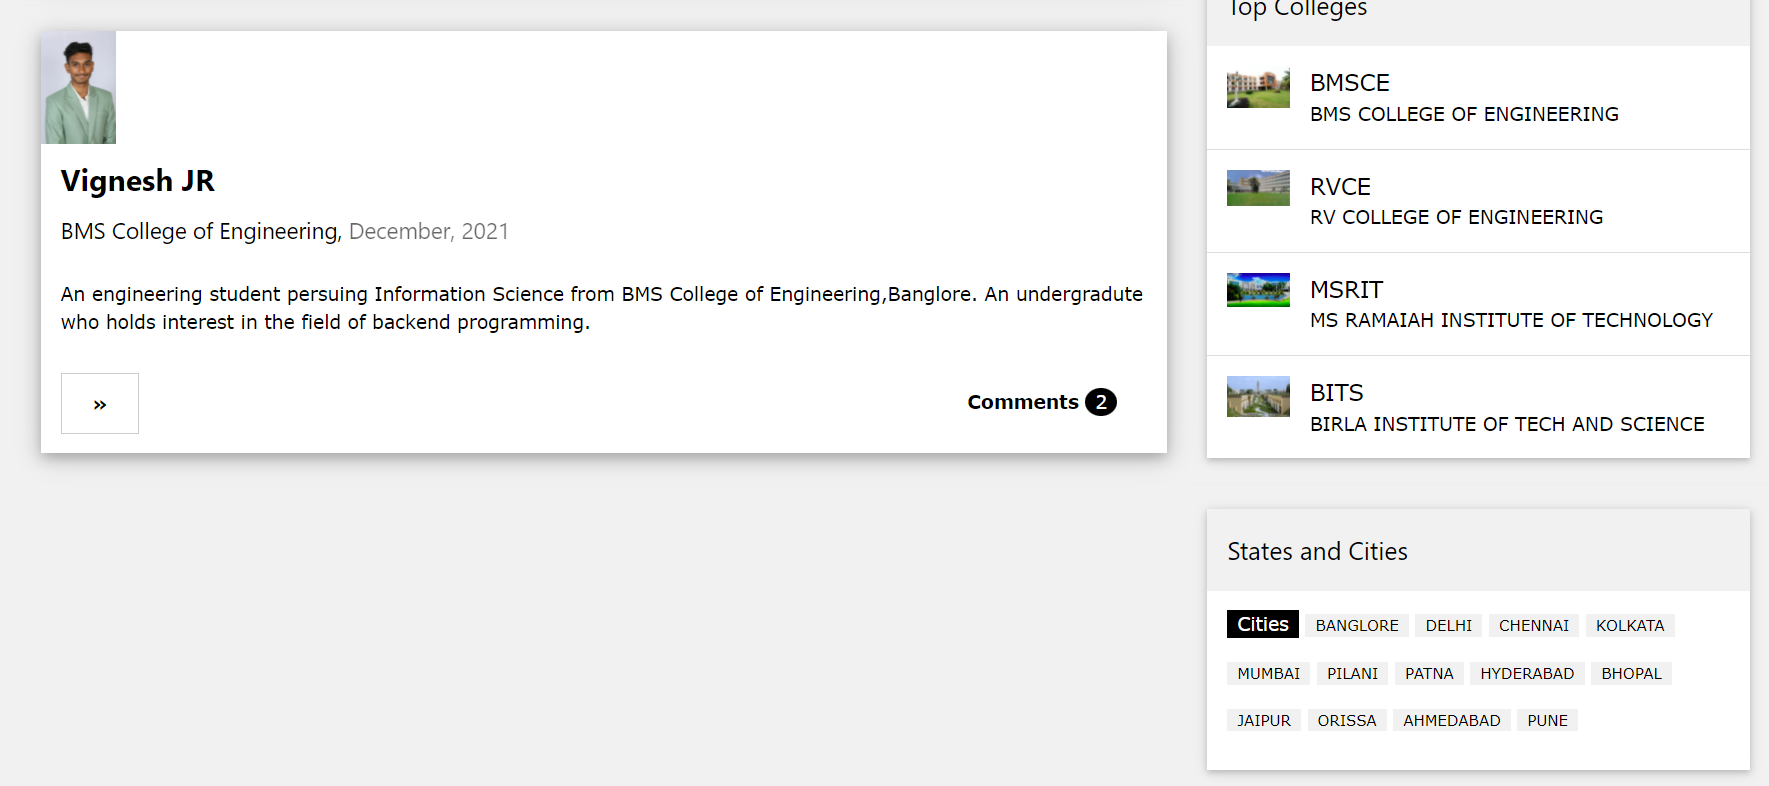 Top Colleges
Vignesh JR
BMS College of Engineering, December, 2021
An engineering student persuing Information Science from BMS College of Engineering,Banglore. An undergradute
who holds interest in the field of backend programming.
»
Comments 2
BMSCE
BMS COLLEGE OF ENGINEERING
RVCE
RV COLLEGE OF ENGINEERING
MSRIT
MS RAMAIAH INSTITUTE OF TECHNOLOGY
BITS
BIRLA INSTITUTE OF TECH AND SCIENCE
States and Cities
Cities BANGLORE DELHI CHENNAI KOLKATA
MUMBAI PILANI PATNA HYDERABAD BHOPAL
JAIPUR ORISSA AHMEDABAD PUNE